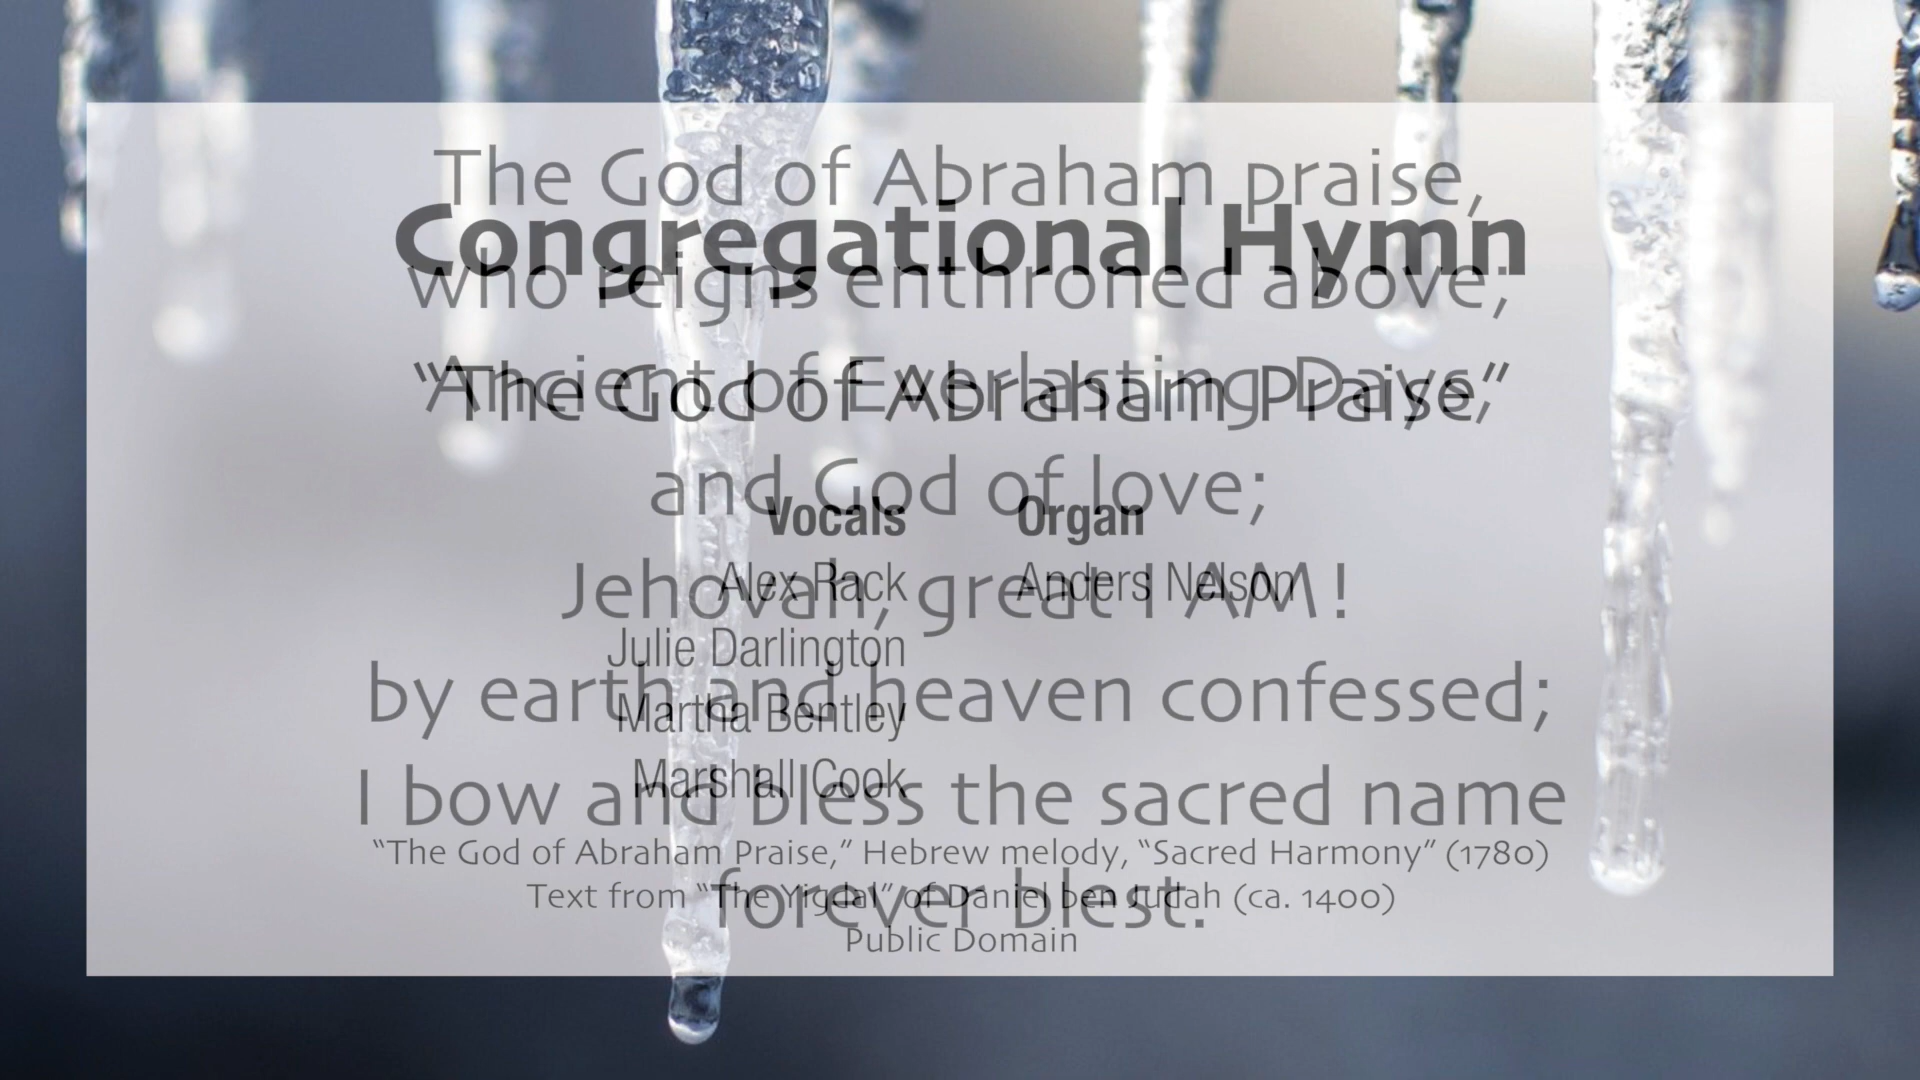 Congregational Hymn
“The God of Abraham Praise”
Vocals
Alex Rack
Julie Darlington
Martha Bentley
Marshall Cook
Organ
Anders Nelson
“The God of Abraham Praise,” Hebrew melody, “Sacred Harmony” (1780)
Text from “The Yigdal” of Daniel ben Judah (ca. 1400)
Public Domain
The God of Abraham praise,
who reigns enthroned above;
Ancient of Everlasting Days,
and God of love;
Jehovah, great I AM!
by earth and heaven confessed;
I bow and bless the sacred name
forever blest.